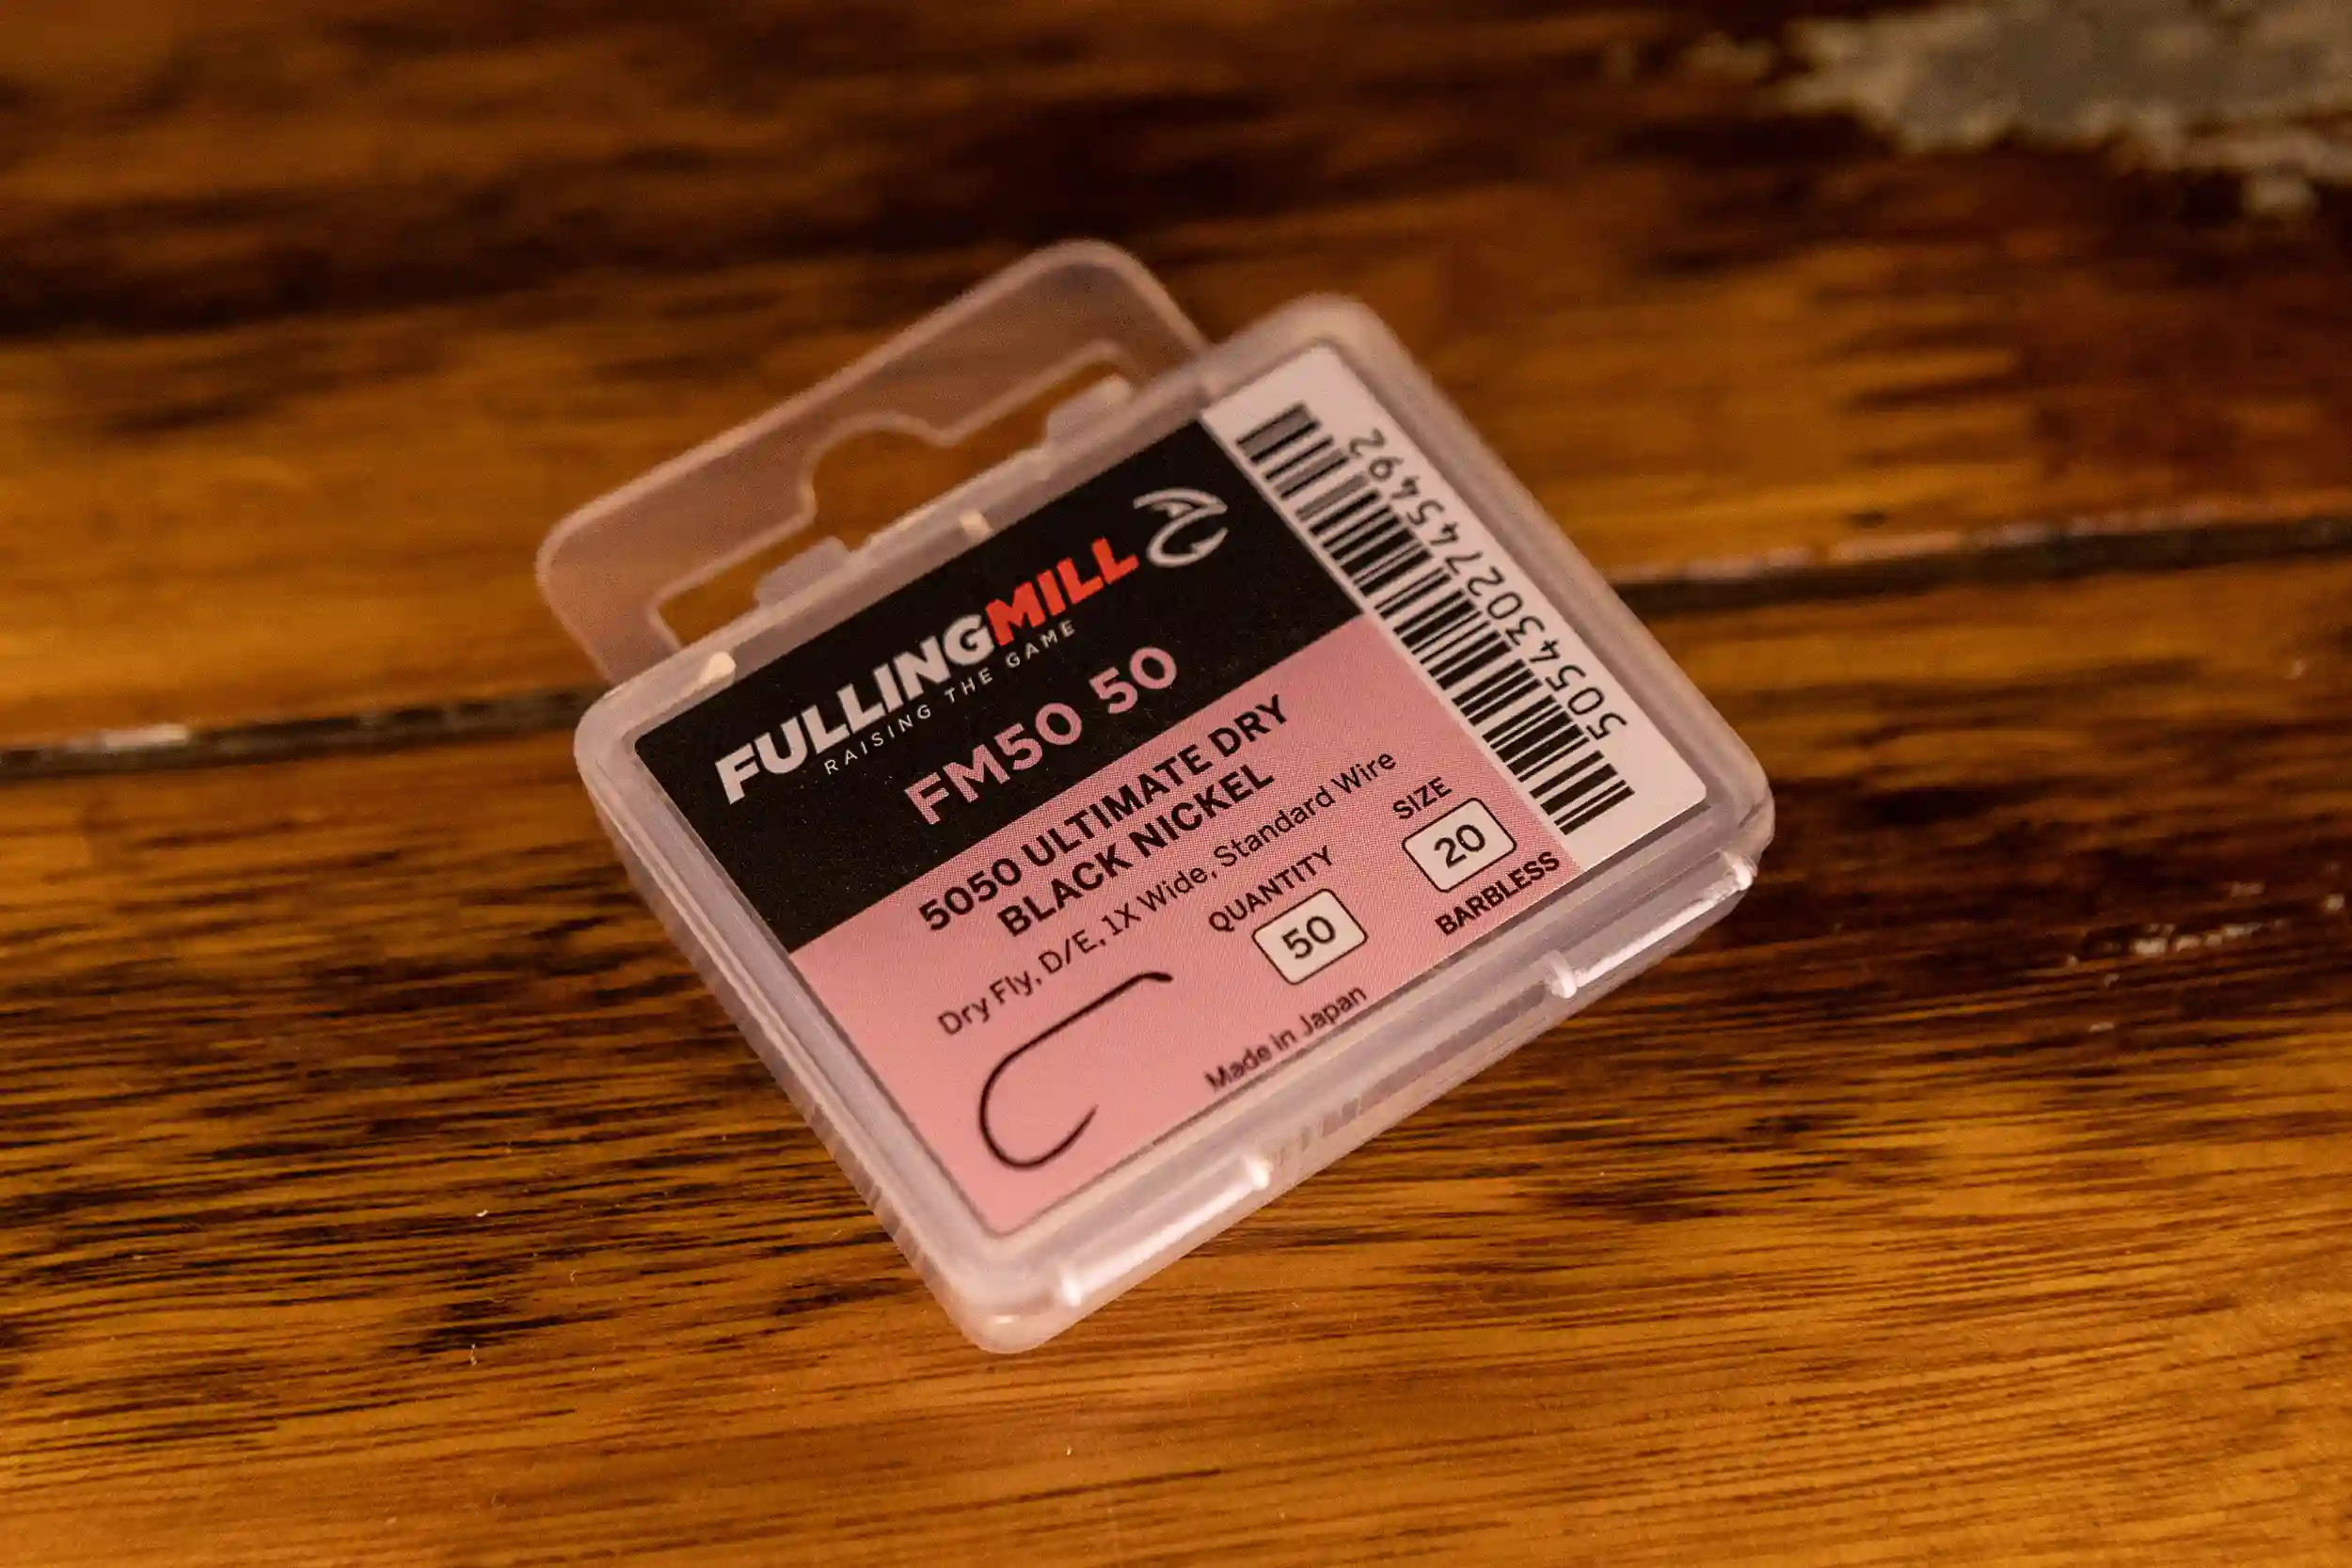 FULLINGMILL
RAISING THE GAME
FM50 50
5050 ULTIMATE DRY
BLACK NICKEL
Dry Fly, D/E, 1X Wide, Standard Wire
QUANTITY
50
SIZE
20
BARBLESS
Made in Japan
5054302745492